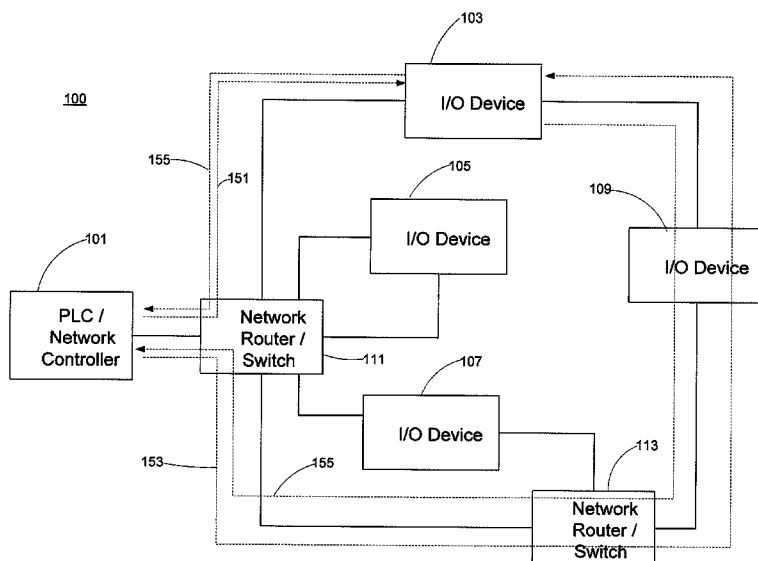 103
I/O Device
100
155
151
105
I/O Device
109
I/O Device
101
PLC /
Network
Controller
Network
Router /
Switch
111
107
I/O Device
153
155
113
Network
Router /
Switch